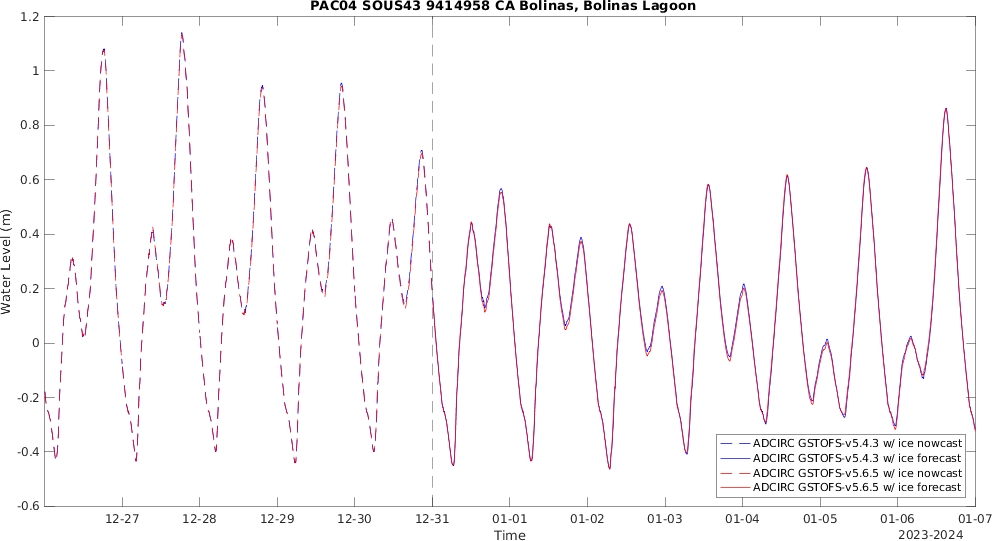 PAC04 SOUS43 9414958 CA Bolinas, Bolinas Lagoon
1.2
1
0.8
0.6
0.4
0.2
0
-0.2
-0.4
-0.6
Water Level (m)
ADCIRC GSTOFS-v5.4.3 w/ ice nowcast
ADCIRC GSTOFS-v5.4.3 w/ ice forecast
ADCIRC GSTOFS-v5.6.5 w/ ice nowcast
ADCIRC GSTOFS-v5.6.5 w/ ice forecast
12-27 12-28 12-29 12-30 12-31 01-01 01-02 01-03 01-04 01-05 01-06 01-07
Time
2023-2024